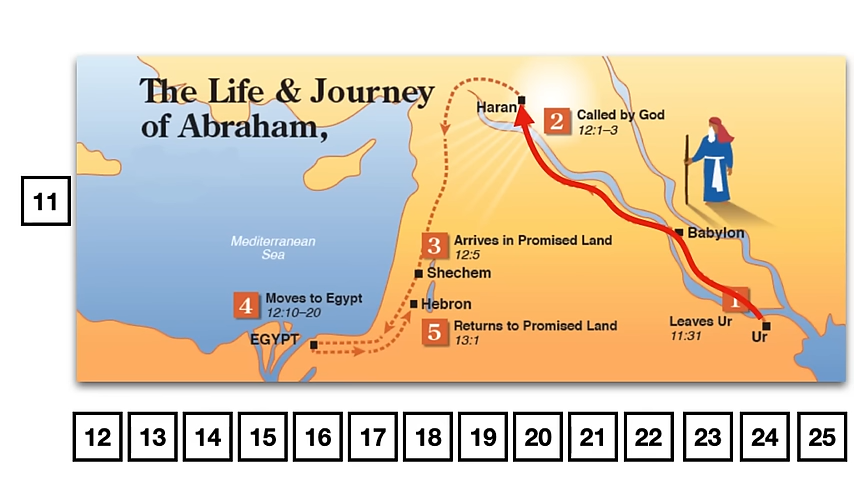 The Life & Journey
of Abraham,
Haran
2
Called by God
12:1–3
11
Babylon
Mediterranean
Sea
3
Arrives in Promised Land
12:5
Shechem
4
Moves to Egypt
12:10–20
Hebron
1
EGYPT
5
Returns to Promised Land
13:1
Leaves Ur
11:31
Ur
12 13 14 15 16 17 18 19 20 21 22 23 24 25